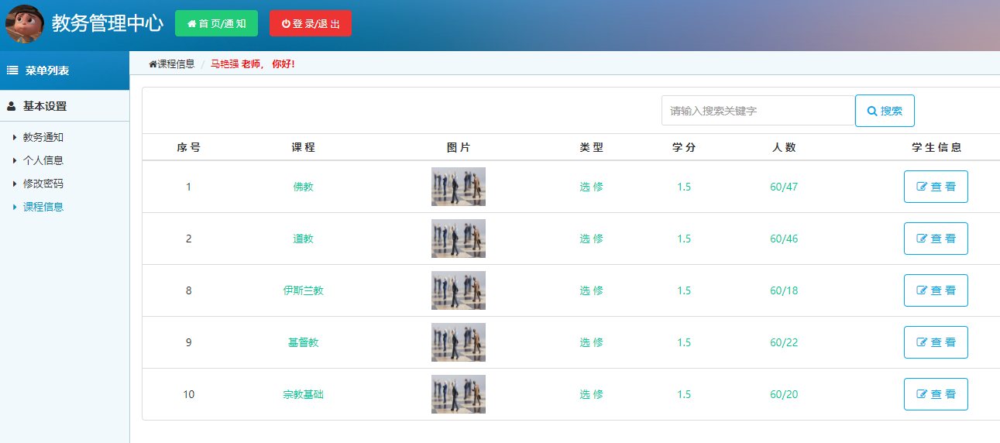 教务管理中心 首页/通知 登录/退出
菜单列表
课程信息 / 马艳强 老师， 你好!
基本设置
教务通知
个人信息
修改密码
课程信息
请输入搜索关键字 搜索
序号 课程 图片 类型 学分 人数 学生信息
1 佛教 选修 1.5 60/47 查看
2 道教 选修 1.5 60/46 查看
8 伊斯兰教 选修 1.5 60/18 查看
9 基督教 选修 1.5 60/22 查看
10 宗教基础 选修 1.5 60/20 查看